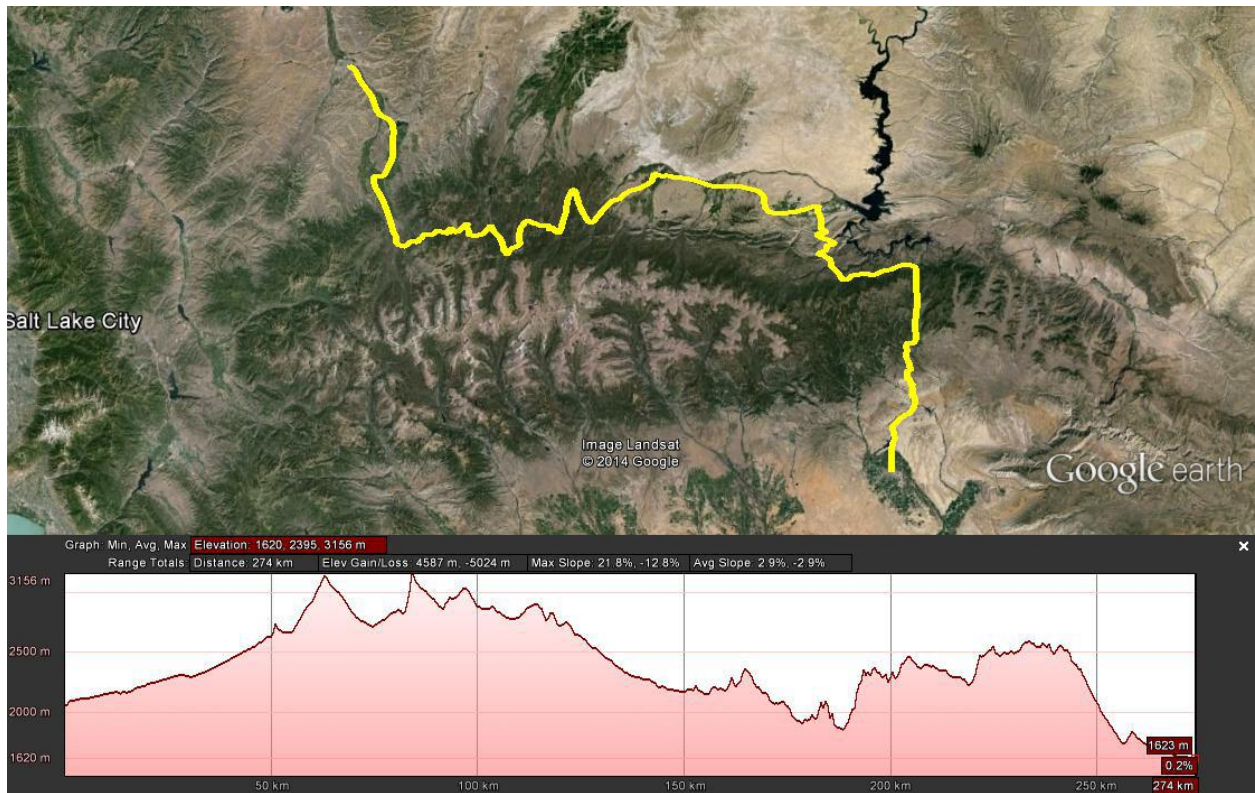 Salt Lake City
Image Landsat
© 2014 Google
Google earth
Graph: Min, Avg, Max Elevation: 1620, 2395, 3156 m
Range Totals: Distance: 274 km Elev Gain/Loss: 4587 m, -5024 m Max Slope: 21.8%, -12.8% Avg Slope: 2.9%, -2.9%
3156 m
2500 m
2000 m
1620 m
1623 m
0.2%
50 km 100 km 150 km 200 km 250 km 274 km